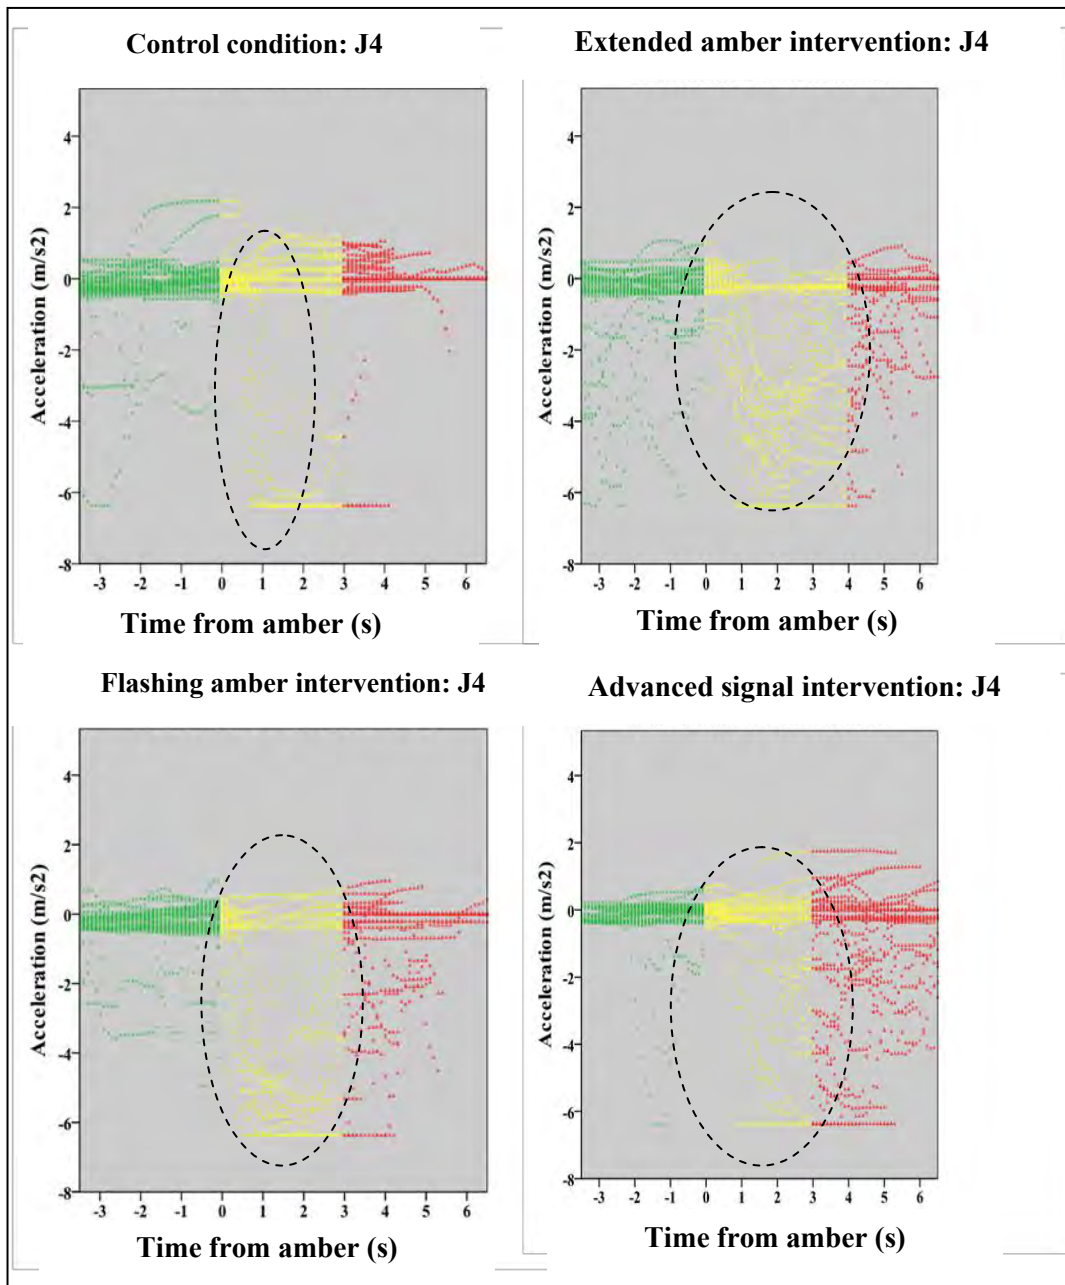 Control condition: J4
Extended amber intervention: J4
4
2
0
-2
-4
-6
-8
Acceleration (m/s2)
-3 -2 -1 0 1 2 3 4 5 6
Time from amber (s)
4
2
0
-2
-4
-6
-8
Acceleration (m/s2)
-3 -2 -1 0 1 2 3 4 5 6
Time from amber (s)
Flashing amber intervention: J4
Advanced signal intervention: J4
4
2
0
-2
-4
-6
-8
Acceleration (m/s2)
-3 -2 -1 0 1 2 3 4 5 6
Time from amber (s)
4
2
0
-2
-4
-6
-8
Acceleration (m/s2)
-3 -2 -1 0 1 2 3 4 5 6
Time from amber (s)